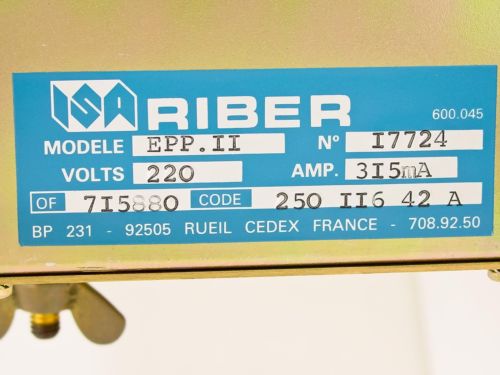 ISA RIBER 600.045
MODELE EPP.II N° I7724
VOLTS 220 AMP. 3I5mA
OF 7I5880 CODE 250 II6 42 A
BP 231 - 92505 RUEIL CEDEX FRANCE - 708.92.50